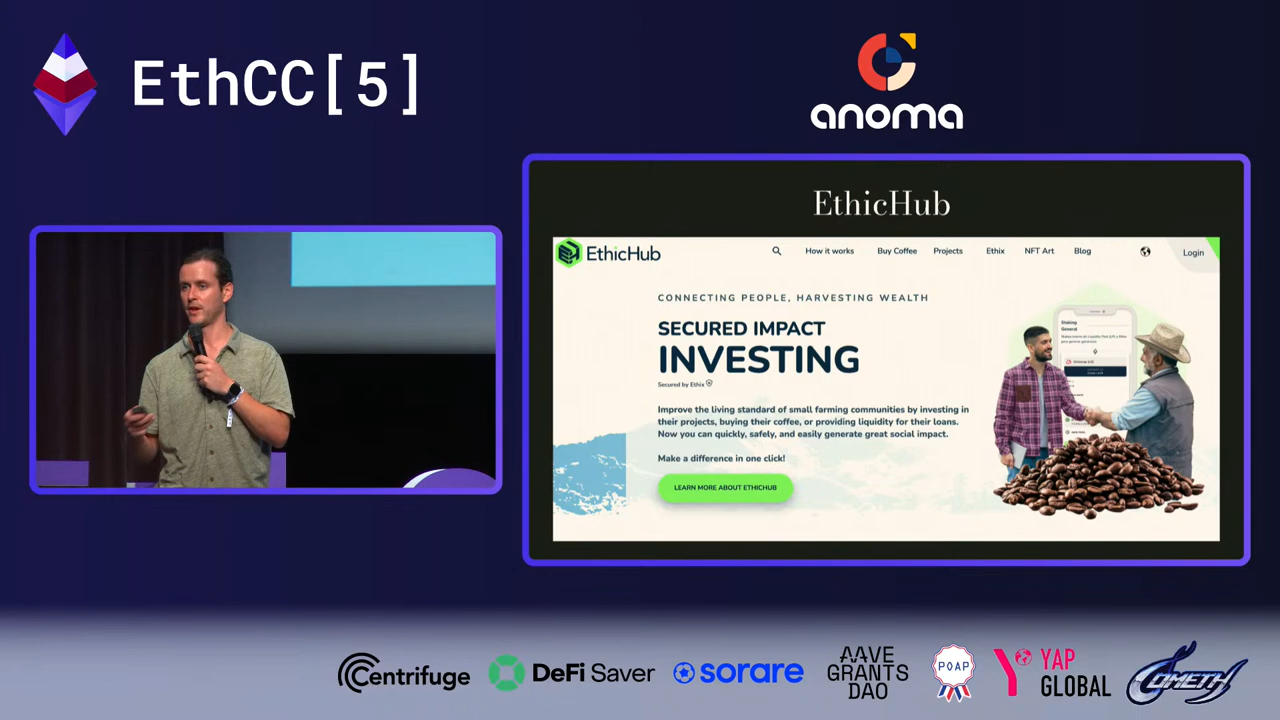 EthCC[5]
anoma
EthicHub
EthicHub
How it works
Buy Coffee
Projects
Ethix
NFT Art
Blog
Login
CONNECTING PEOPLE, HARVESTING WEALTH
SECURED IMPACT
INVESTING
Secured by Ethix
Improve the living standard of small farming communities by investing in
their projects, buying their coffee, or providing liquidity for their loans.
Now you can quickly, safely, and easily generate great social impact.
Make a difference in one click!
LEARN MORE ABOUT ETHICHUB
Staking
General
Centrifuge
DeFi Saver
sorare
AAVE
GRANTS
DAO
POAP
YAP
GLOBAL
COMETH